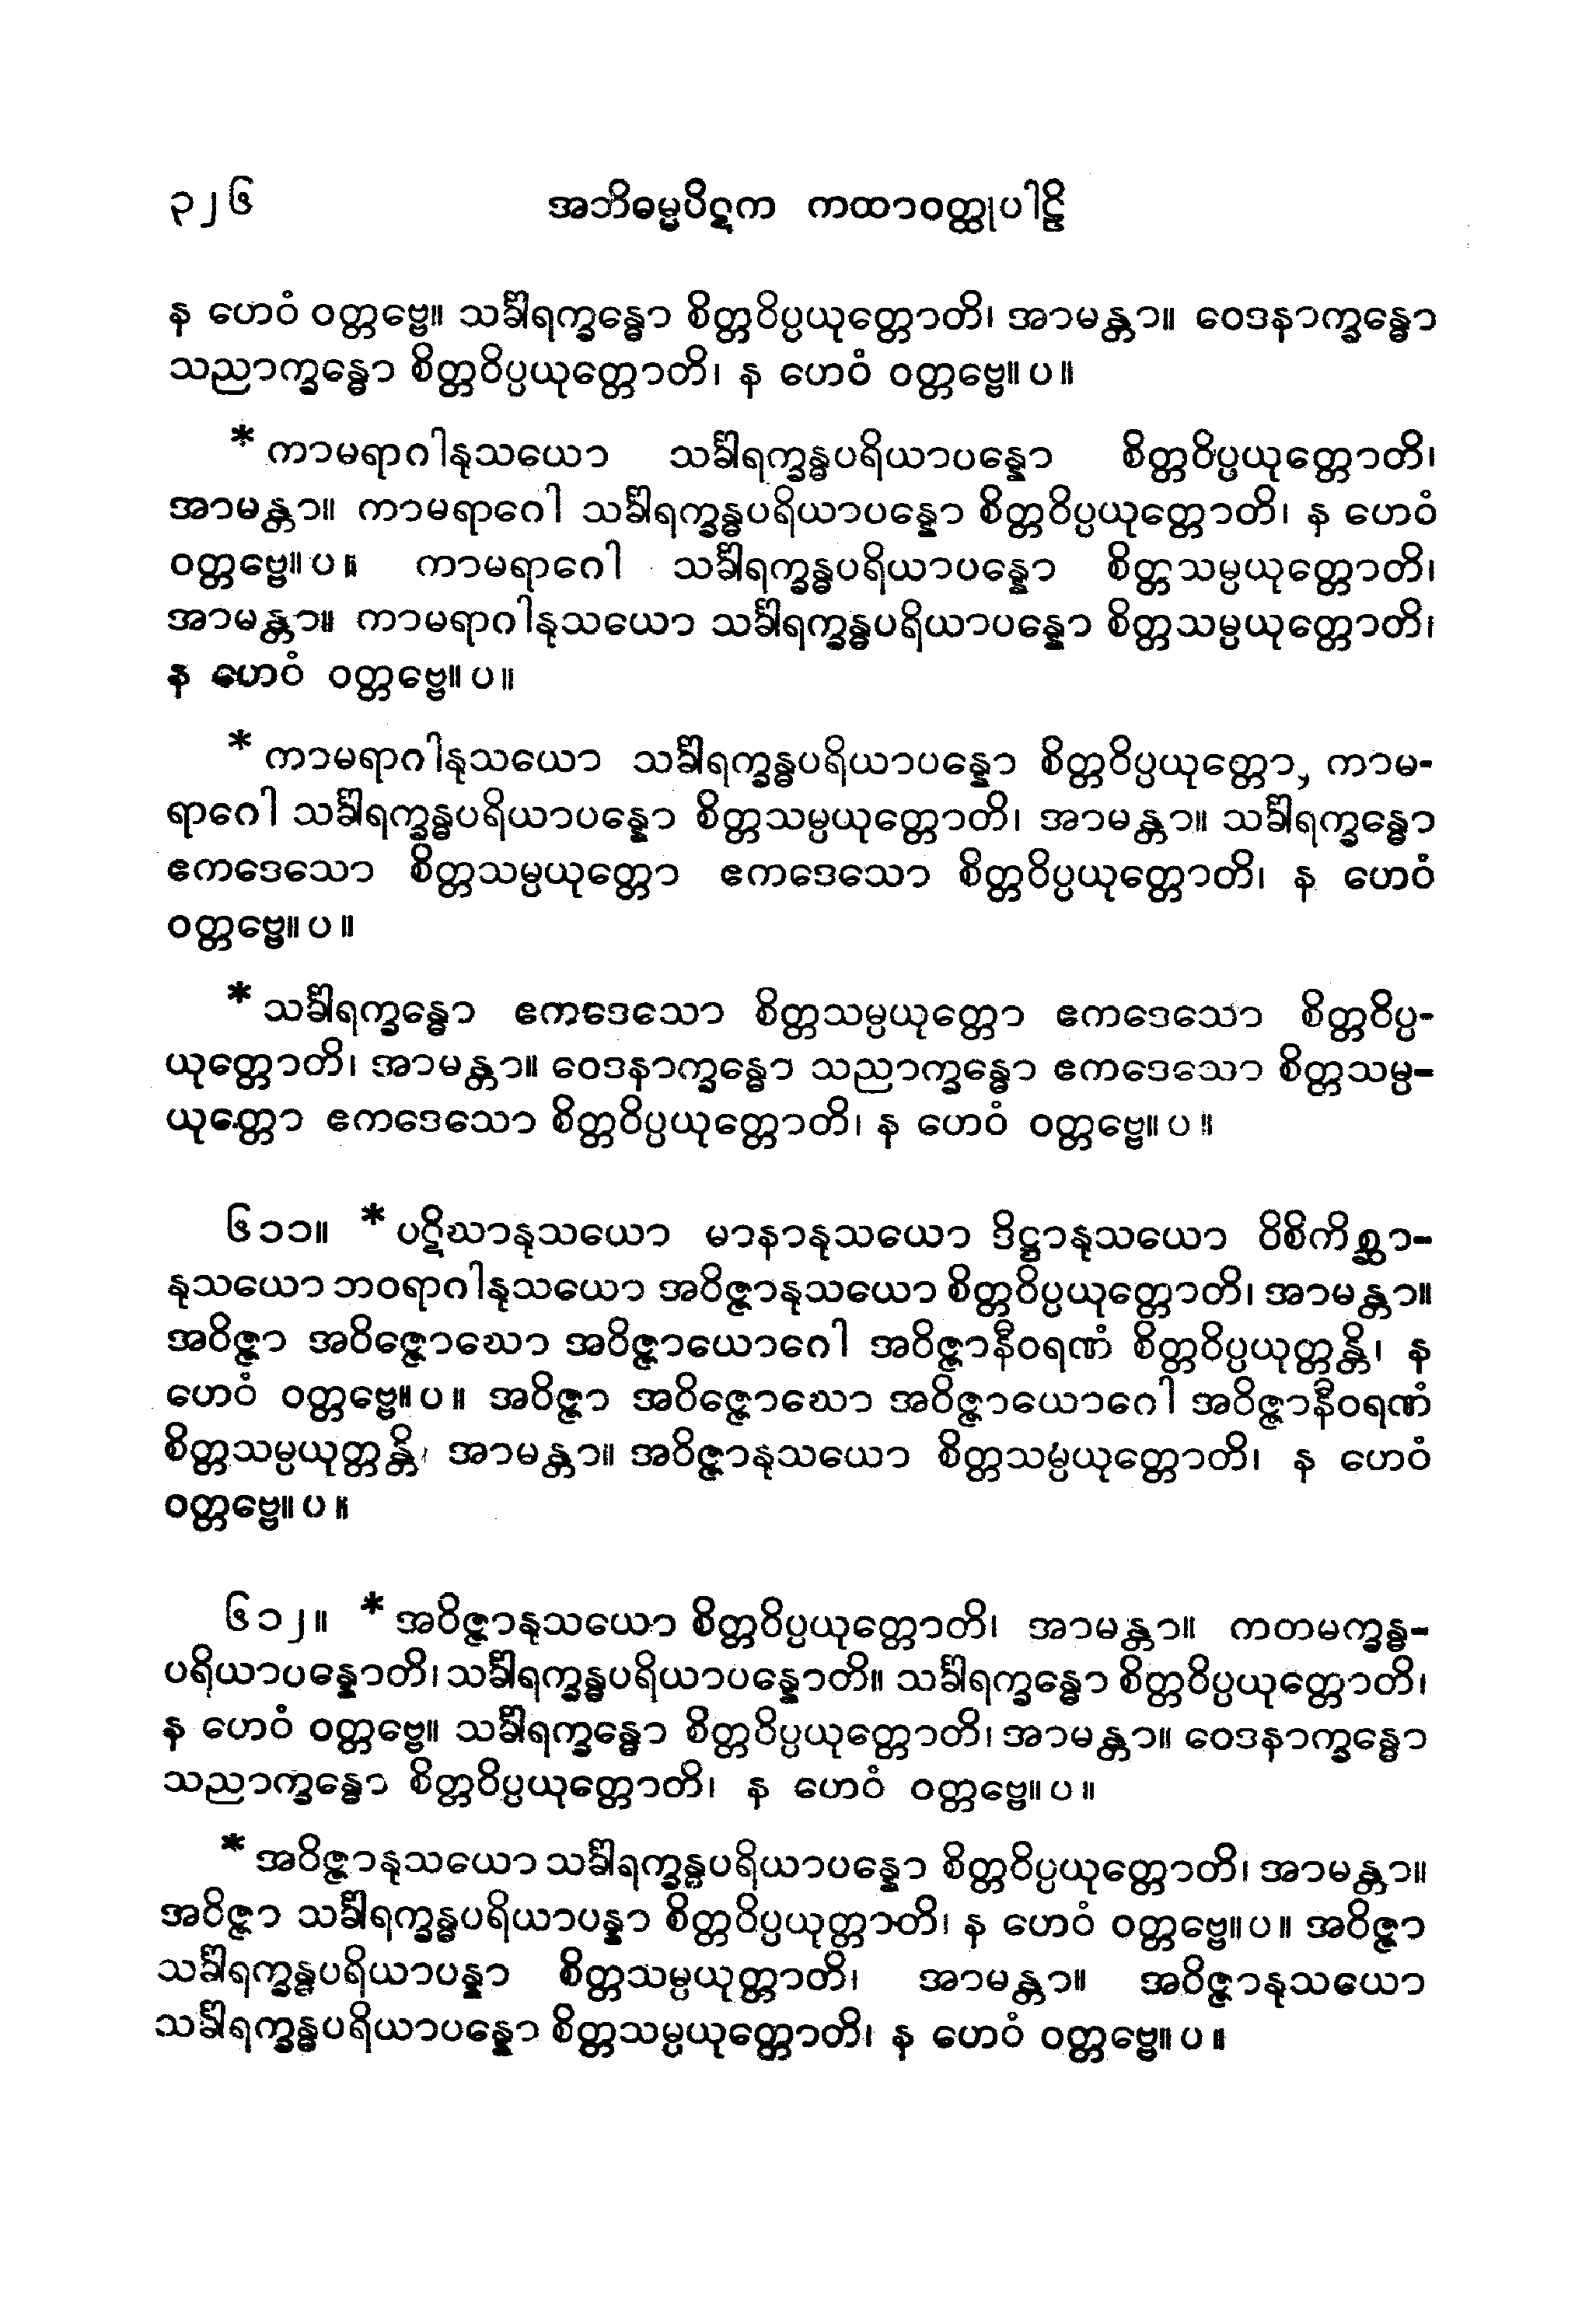 ၃၂၆ အဘိဓမ္မပိဋက ကထာဝတ္ထုပါဠိ
န ဟေဝံ ဝတ္တဗ္ဗေ။ သင်္ခါရက္ခန္ဓော စိတ္တဝိပ္ပယုတ္တောတိ၊ အာမန္တာ။ ဝေဒနာက္ခန္ဓော
သညာက္ခန္ဓော စိတ္တဝိပ္ပယုတ္တောတိ၊ န ဟေဝံ ဝတ္တဗ္ဗေ။ပ။
* ကာမရာဂါနုသယော သင်္ခါရက္ခန္ဓပရိယာပန္နော စိတ္တဝိပ္ပယုတ္တောတိ၊
အာမန္တာ။ ကာမရာဂေါ သင်္ခါရက္ခန္ဓပရိယာပန္နော စိတ္တဝိပ္ပယုတ္တောတိ၊ န ဟေဝံ
ဝတ္တဗ္ဗေ။ပ။ ကာမရာဂေါ သင်္ခါရက္ခန္ဓပရိယာပန္နော စိတ္တသမ္ပယုတ္တောတိ၊
အာမန္တာ။ ကာမရာဂါနုသယော သင်္ခါရက္ခန္ဓပရိယာပန္နော စိတ္တသမ္ပယုတ္တောတိ၊
န ဟေဝံ ဝတ္တဗ္ဗေ။ပ။
* ကာမရာဂါနုသယော သင်္ခါရက္ခန္ဓပရိယာပန္နော စိတ္တဝိပ္ပယုတ္တော, ကာမ-
ရာဂေါ သင်္ခါရက္ခန္ဓပရိယာပန္နော စိတ္တသမ္ပယုတ္တောတိ၊ အာမန္တာ။ သင်္ခါရက္ခန္ဓော
ဧကဒေသော စိတ္တသမ္ပယုတ္တော ဧကဒေသော စိတ္တဝိပ္ပယုတ္တောတိ၊ န ဟေဝံ
ဝတ္တဗ္ဗေ။ပ။
* သင်္ခါရက္ခန္ဓော ဧကဒေသော စိတ္တသမ္ပယုတ္တော ဧကဒေသော စိတ္တဝိပ္ပ-
ယုတ္တောတိ၊ အာမန္တာ။ ဝေဒနာက္ခန္ဓော သညာက္ခန္ဓော ဧကဒေသော စိတ္တသမ္ပ-
ယုတ္တော ဧကဒေသော စိတ္တဝိပ္ပယုတ္တောတိ၊ န ဟေဝံ ဝတ္တဗ္ဗေ။ပ။
၆၁၁။ * ပဋိဃာနုသယော မာနာနုသယော ဒိဋ္ဌာနုသယော ဝိစိကိစ္ဆာ-
နုသယော ဘဝရာဂါနုသယော အဝိဇ္ဇာနုသယော စိတ္တဝိပ္ပယုတ္တောတိ၊ အာမန္တာ။
အဝိဇ္ဇာ အဝိဇ္ဇောဃော အဝိဇ္ဇာယောဂေါ အဝိဇ္ဇာနီဝရဏံ စိတ္တဝိပ္ပယုတ္တန္တိ၊ န
ဟေဝံ ဝတ္တဗ္ဗေ။ပ။ အဝိဇ္ဇာ အဝိဇ္ဇောဃော အဝိဇ္ဇာယောဂေါ အဝိဇ္ဇာနီဝရဏံ
စိတ္တသမ္ပယုတ္တန္တိ၊ အာမန္တာ။ အဝိဇ္ဇာနုသယော စိတ္တသမ္ပယုတ္တောတိ၊ န ဟေဝံ
ဝတ္တဗ္ဗေ။ပ။
၆၁၂။ * အဝိဇ္ဇာနုသယော စိတ္တဝိပ္ပယုတ္တောတိ၊ အာမန္တာ။ ကတမက္ခန္ဓ-
ပရိယာပန္နောတိ၊ သင်္ခါရက္ခန္ဓပရိယာပန္နောတိ။ သင်္ခါရက္ခန္ဓော စိတ္တဝိပ္ပယုတ္တောတိ၊
န ဟေဝံ ဝတ္တဗ္ဗေ။ သင်္ခါရက္ခန္ဓော စိတ္တဝိပ္ပယုတ္တောတိ၊ အာမန္တာ။ ဝေဒနာက္ခန္ဓော
သညာက္ခန္ဓော စိတ္တဝိပ္ပယုတ္တောတိ၊ န ဟေဝံ ဝတ္တဗ္ဗေ။ပ။
* အဝိဇ္ဇာနုသယော သင်္ခါရက္ခန္ဓပရိယာပန္နော စိတ္တဝိပ္ပယုတ္တောတိ၊ အာမန္တာ။
အဝိဇ္ဇာ သင်္ခါရက္ခန္ဓပရိယာပန္နာ စိတ္တဝိပ္ပယုတ္တာတိ၊ န ဟေဝံ ဝတ္တဗ္ဗေ။ပ။ အဝိဇ္ဇာ
သင်္ခါရက္ခန္ဓပရိယာပန္နာ စိတ္တသမ္ပယုတ္တာတိ၊ အာမန္တာ။ အဝိဇ္ဇာနုသယော
သင်္ခါရက္ခန္ဓပရိယာပန္နော စိတ္တသမ္ပယုတ္တောတိ၊ န ဟေဝံ ဝတ္တဗ္ဗေ။ပ။